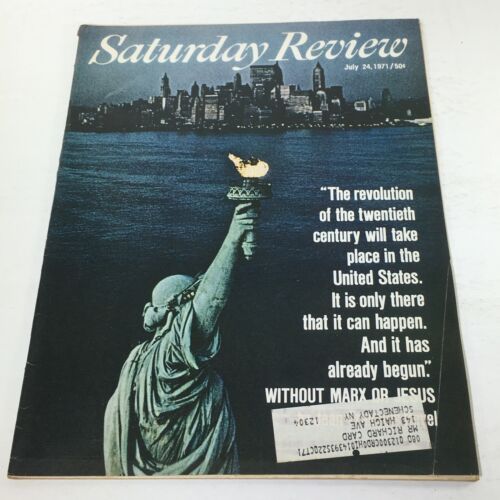 Saturday Review
July 24, 1971/50¢
"The revolution
of the twentieth
century will take
place in the
United States.
It is only there
that it can happen.
And it has
already begun."
WITHOUT MARX OR JESUS
MR RICHARD CARD
143 HAIGH AVE
SCHENECTADY NY
12304